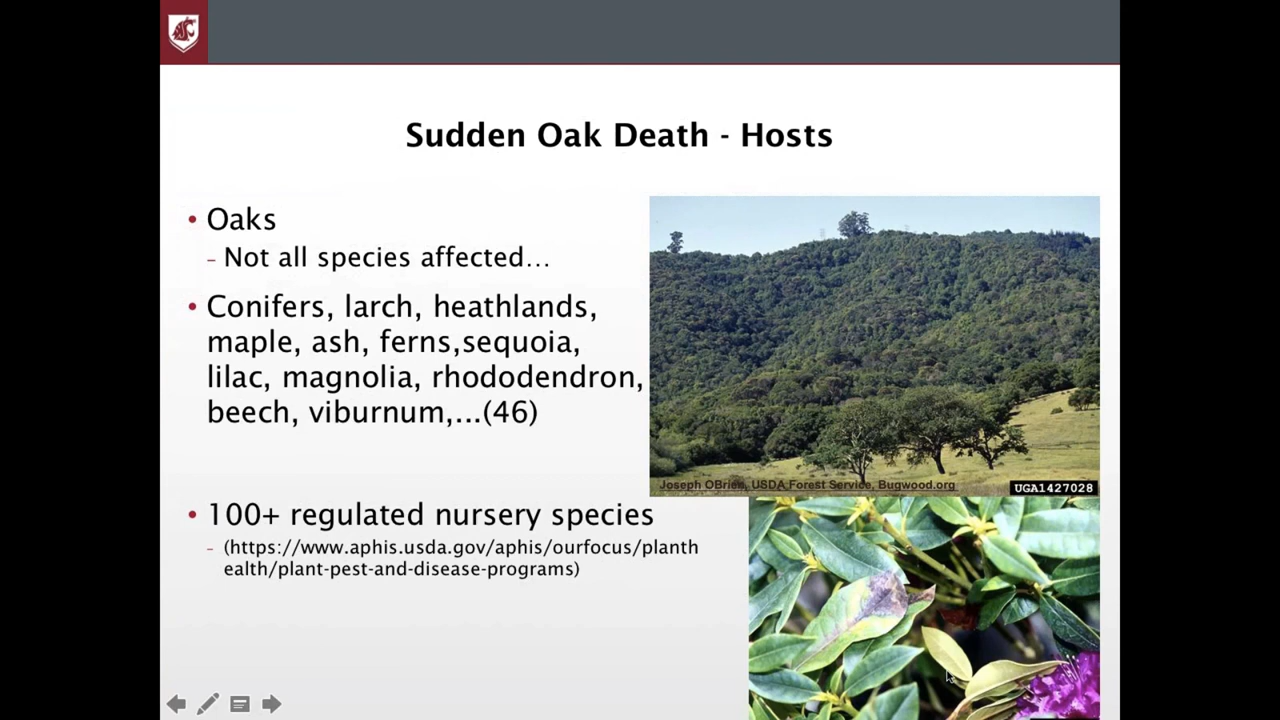 Sudden Oak Death - Hosts
• Oaks
– Not all species affected...
• Conifers, larch, heathlands,
maple, ash, ferns,sequoia,
lilac, magnolia, rhododendron,
beech, viburnum,...(46)
Joseph OBrien, USDA Forest Service, Bugwood.org
UGA1427028
• 100+ regulated nursery species
– (https://www.aphis.usda.gov/aphis/ourfocus/planth
ealth/plant-pest-and-disease-programs)